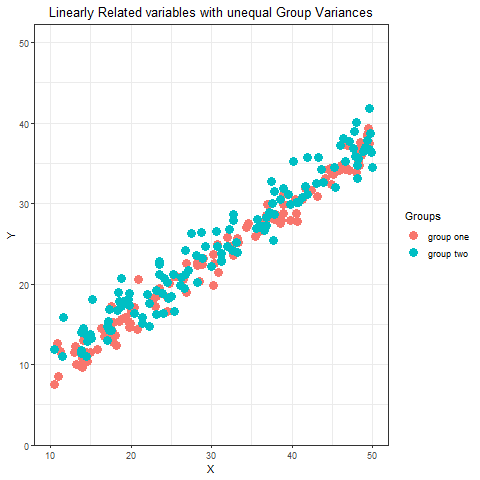 Linearly Related variables with unequal Group Variances
50
40
30
20
10
0
Y
10 20 30 40 50
X
Groups
group one
group two